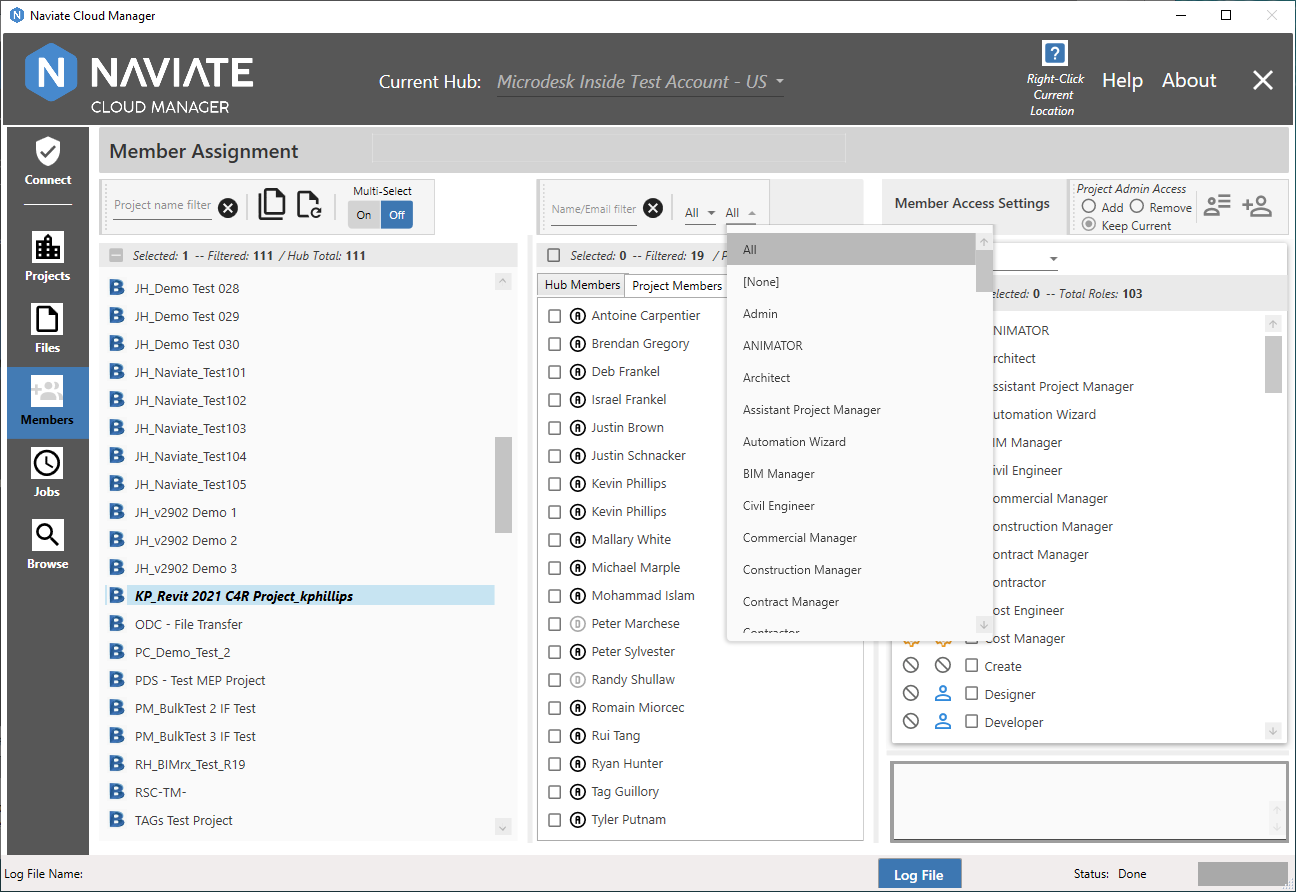 Naviate Cloud Manager
NAVIATE
CLOUD MANAGER
Current Hub: Microdesk Inside Test Account - US
Right-Click
Current
Location
Help
About
Connect
Projects
Files
Members
Jobs
Browse
Member Assignment
Project name filter
Multi-Select
On Off
Selected: 1 -- Filtered: 111 / Hub Total: 111
JH_Demo Test 028
JH_Demo Test 029
JH_Demo Test 030
JH_Naviate_Test101
JH_Naviate_Test102
JH_Naviate_Test103
JH_Naviate_Test104
JH_Naviate_Test105
JH_v2902 Demo 1
JH_v2902 Demo 2
JH_v2902 Demo 3
KP_Revit 2021 C4R Project_kphillips
ODC - File Transfer
PC_Demo_Test_2
PDS - Test MEP Project
PM_BulkTest 2 IF Test
PM_BulkTest 3 IF Test
RH_BIMrx_Test_R19
RSC-TM-
TAGs Test Project
Name/Email filter
All All
Selected: 0 -- Filtered: 19 / P
Hub Members Project Members
Antoine Carpentier
Brendan Gregory
Deb Frankel
Israel Frankel
Justin Brown
Justin Schnacker
Kevin Phillips
Kevin Phillips
Mallary White
Michael Marple
Mohammad Islam
Peter Marchese
Peter Sylvester
Randy Shullaw
Romain Miorcec
Rui Tang
Ryan Hunter
Tag Guillory
Tyler Putnam
All
[None]
Admin
ANIMATOR
Architect
Assistant Project Manager
Automation Wizard
BIM Manager
Civil Engineer
Commercial Manager
Construction Manager
Contract Manager
Contractor
Member Access Settings
Project Admin Access
Add Remove
Keep Current
elected: 0 -- Total Roles: 103
NIMATOR
rchitect
ssistant Project Manager
utomation Wizard
IM Manager
ivil Engineer
ommercial Manager
onstruction Manager
ontract Manager
ontractor
ost Engineer
Cost Manager
Create
Designer
Developer
Log File Name:
Log File
Status: Done